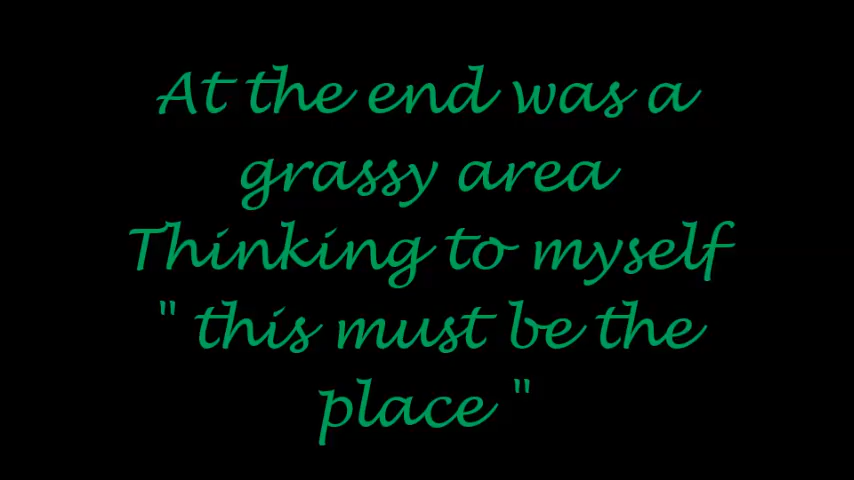 At the end was a
grassy area
Thinking to myself
" this must be the
place "